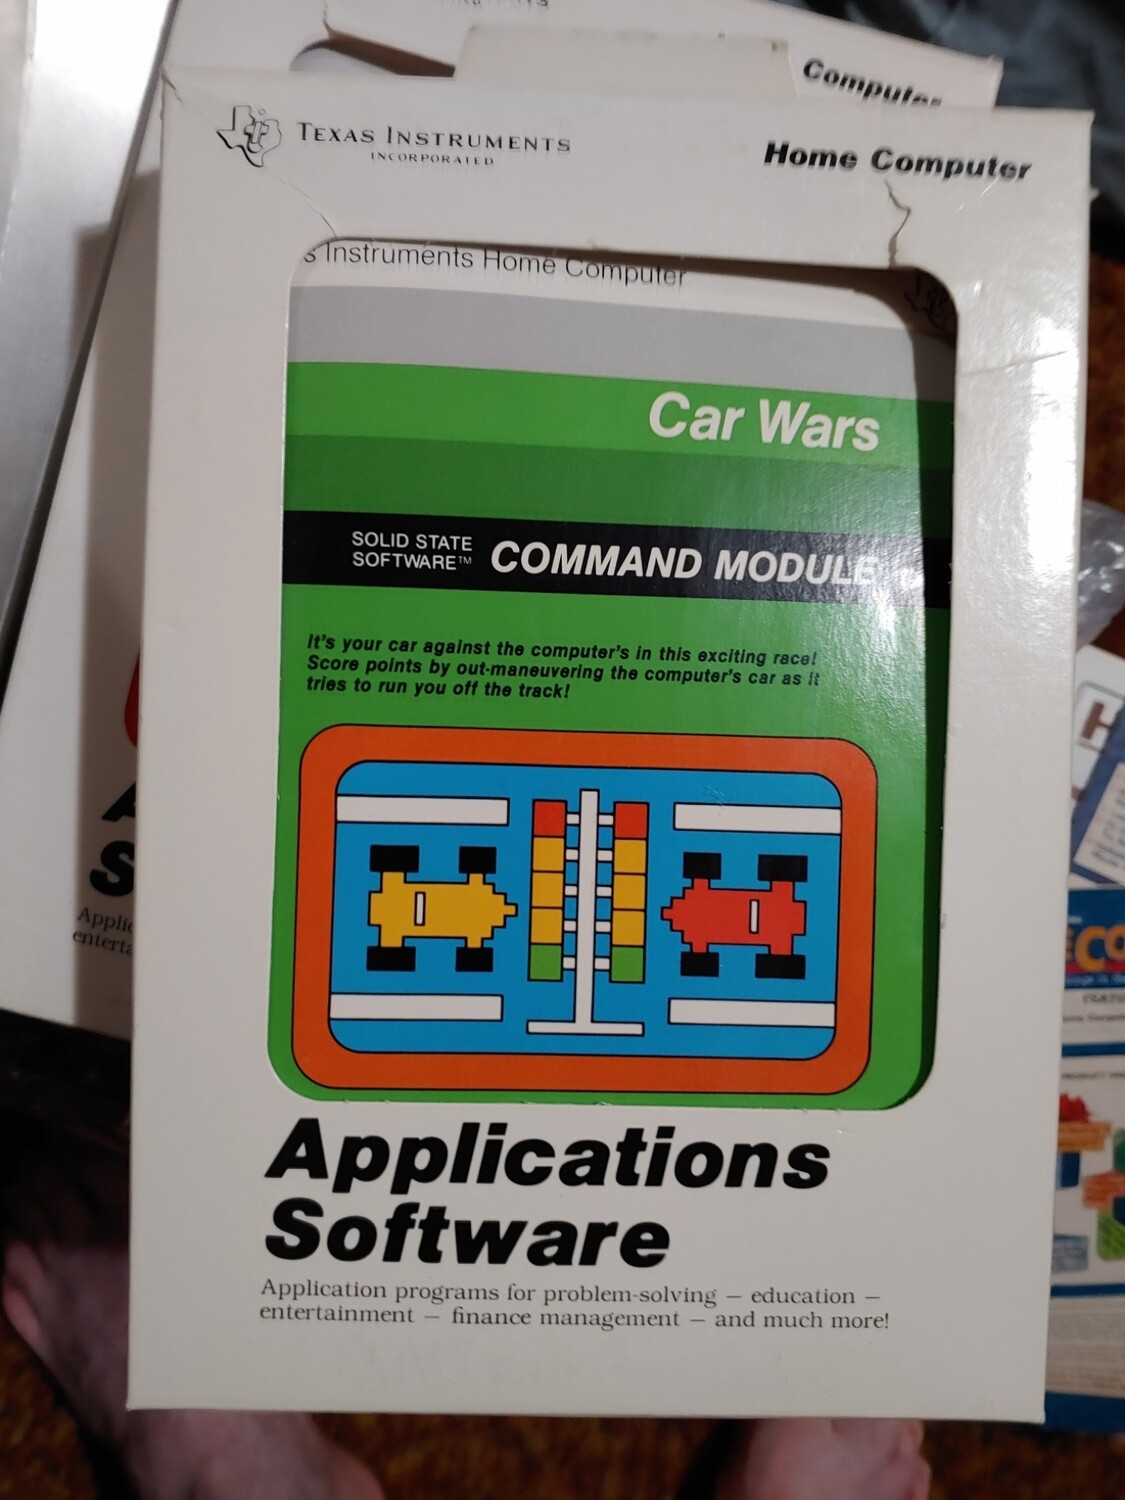 Computer
TEXAS INSTRUMENTS
INCORPORATED
Home Computer
s Instruments Home Computer
Car Wars
SOLID STATE
SOFTWARE™
COMMAND MODULE
It's your car against the computer's in this exciting race!
Score points by out-maneuvering the computer's car as it
tries to run you off the track!
Applications
Software
Application programs for problem-solving — education —
entertainment — finance management — and much more!